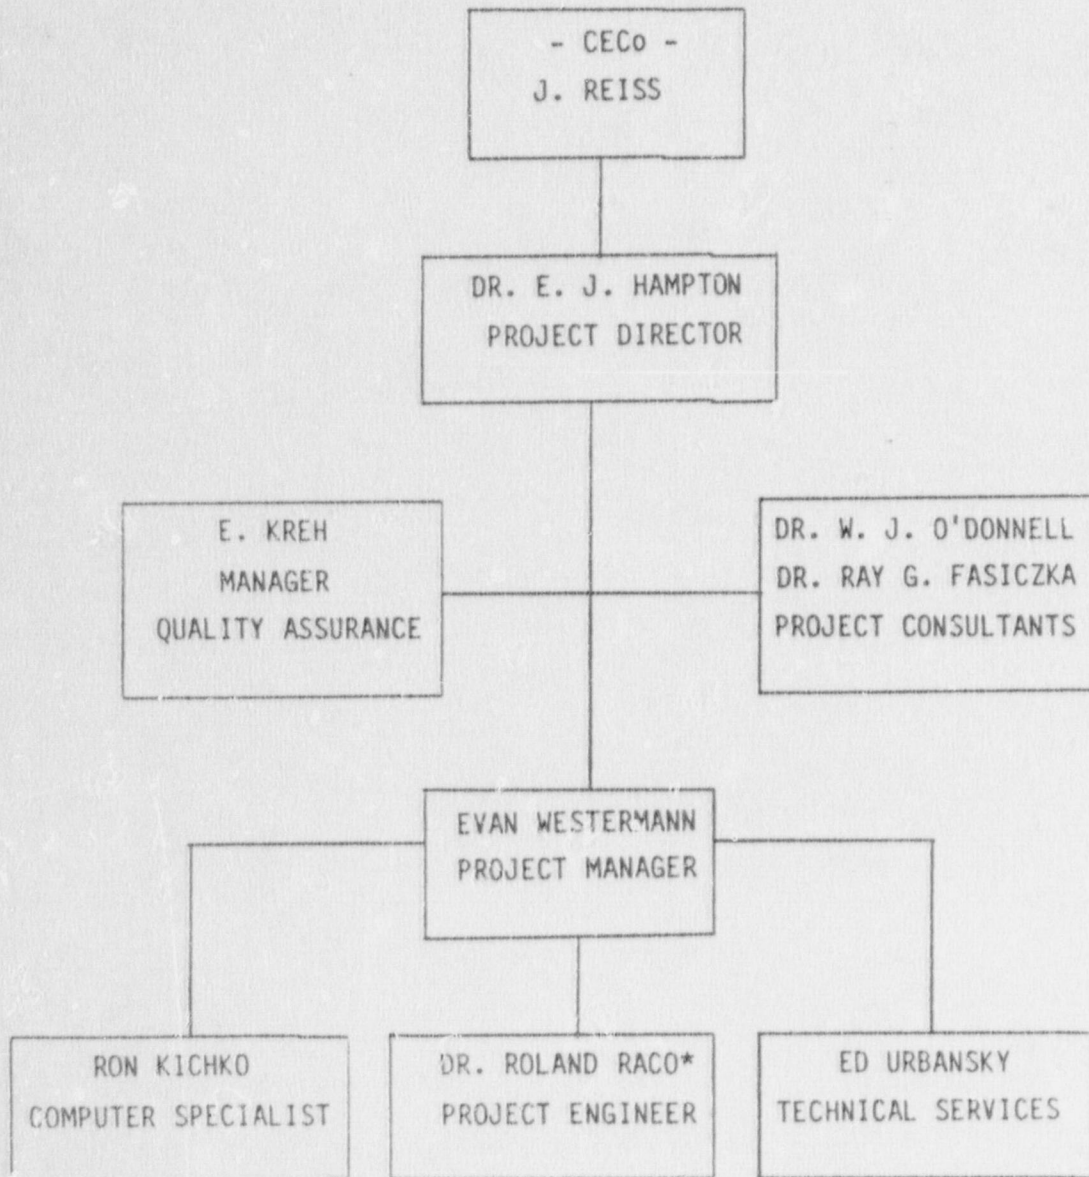 - CECo -
J. REISS
DR. E. J. HAMPTON
PROJECT DIRECTOR
E. KREH
MANAGER
QUALITY ASSURANCE
DR. W. J. O'DONNELL
DR. RAY G. FASICZKA
PROJECT CONSULTANTS
EVAN WESTERMANN
PROJECT MANAGER
RON KICHKO
COMPUTER SPECIALIST
DR. ROLAND RACO*
PROJECT ENGINEER
ED URBANSKY
TECHNICAL SERVICES